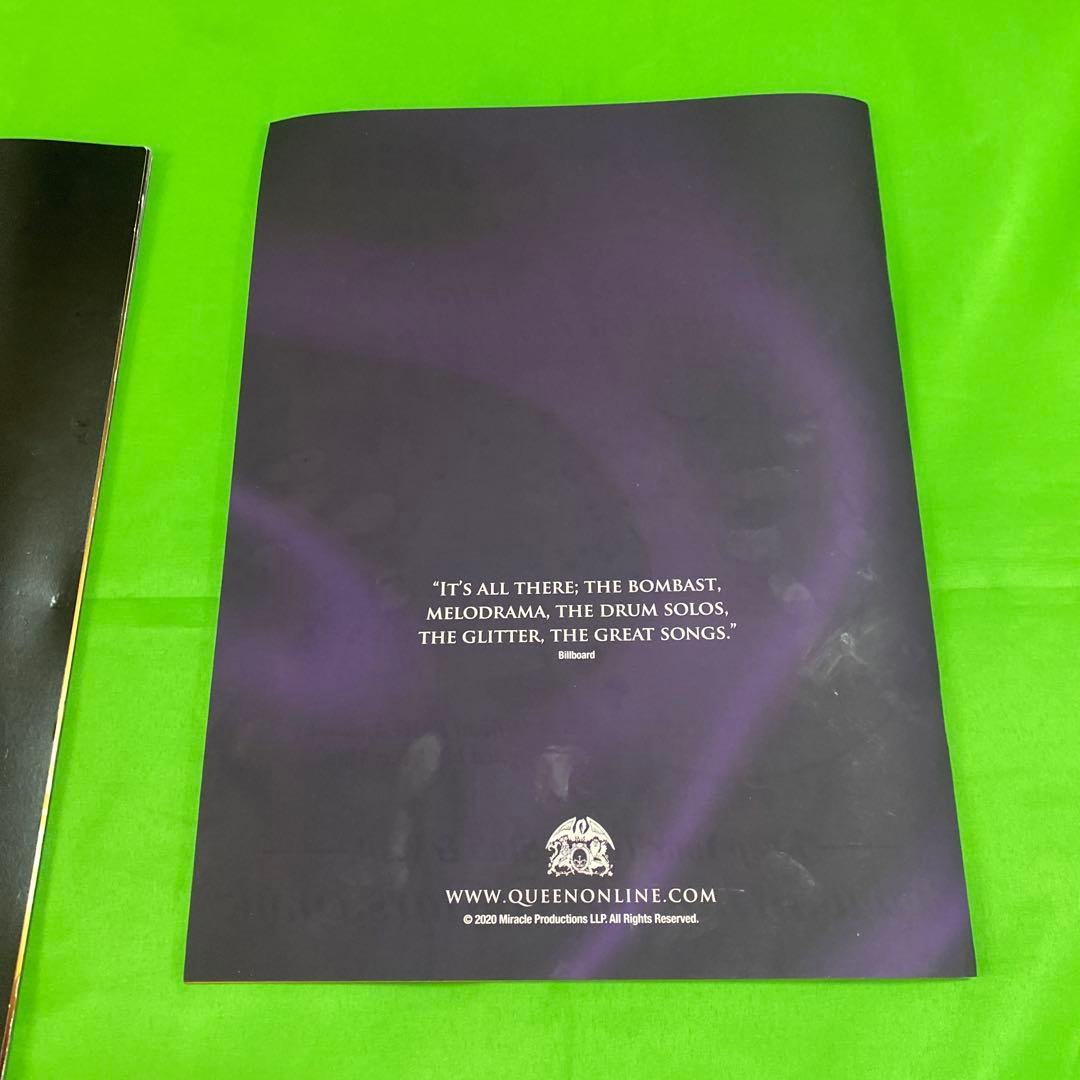 “IT’S ALL THERE; THE BOMBAST,
MELODRAMA, THE DRUM SOLOS,
THE GLITTER, THE GREAT SONGS.”
Billboard
WWW.QUEENONLINE.COM
© 2020 Miracle Productions LLP. All Rights Reserved.